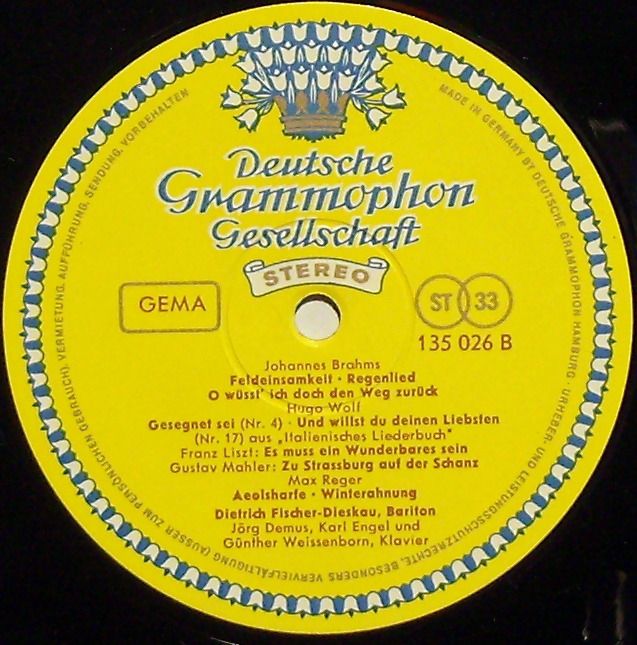 Deutsche
Grammophon
Gesellschaft
STEREO
GEMA
ST 33
135 026 B
Johannes Brahms
Feldeinsamkeit · Regenlied
O wüsst' ich doch den Weg zurück
Hugo Wolf
Gesegnet sei (Nr. 4) · Und willst du deinen Liebsten
(Nr. 17) aus „Italienisches Liederbuch"
Franz Liszt: Es muss ein Wunderbares sein
Gustav Mahler: Zu Strassburg auf der Schanz
Max Reger
Aeolsharfe · Winterahnung
Dietrich Fischer-Dieskau, Bariton
Jörg Demus, Karl Engel und
Günther Weissenborn, Klavier
MADE IN GERMANY BY DEUTSCHE GRAMMOPHON HAMBURG · URHEBER- UND LEISTUNGSSCHUTZRECHTE, BESONDERS VERVIELFÄLTIGUNG (AUSSER ZUM PERSÖNLICHEN GEBRAUCH), VERMIETUNG, AUFFÜHRUNG, SENDUNG, VORBEHALTEN